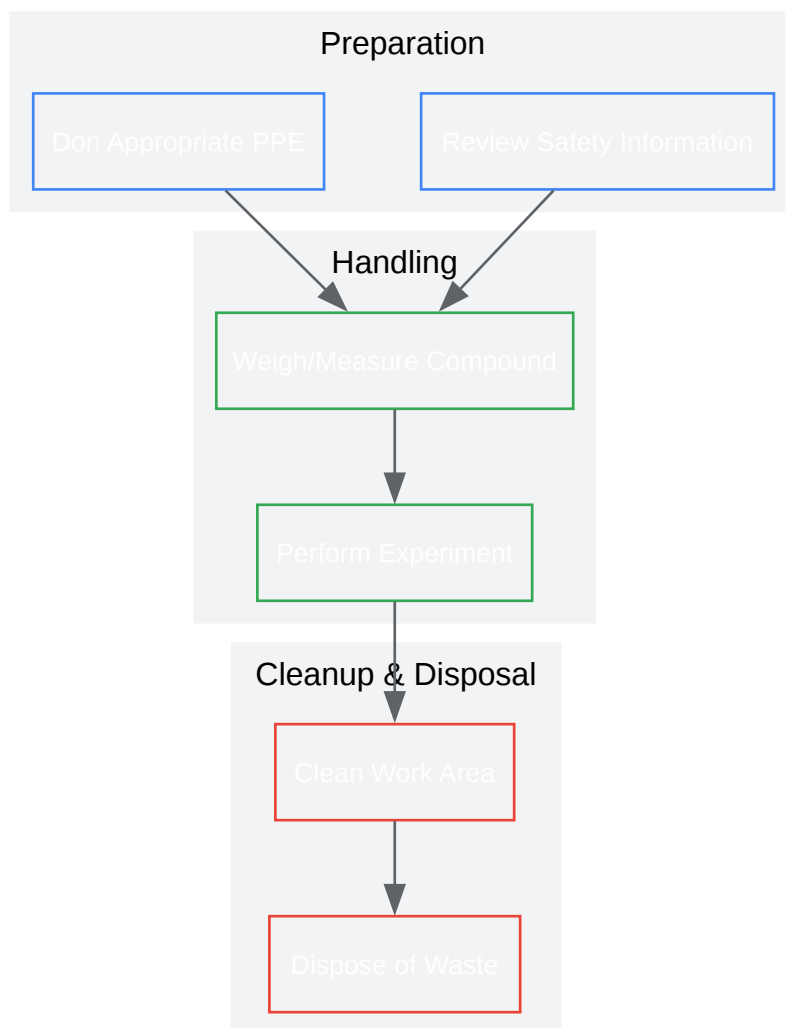 Preparation
Don Appropriate PPE
Review Safety Information
Handling
Weigh/Measure Compound
Perform Experiment
Cleanup & Disposal
Clean Work Area
Dispose of Waste